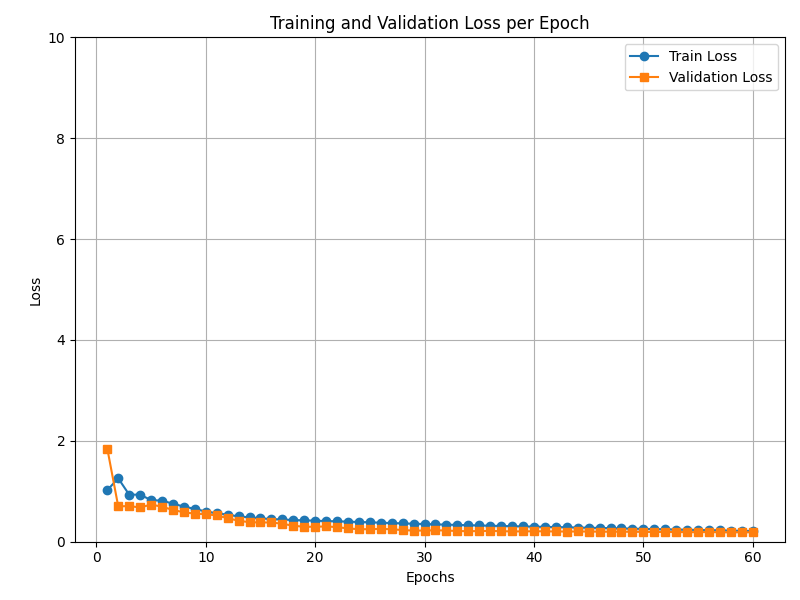 Training and Validation Loss per Epoch
Train Loss
Validation Loss
10
8
6
4
2
0
Loss
0 10 20 30 40 50 60
Epochs